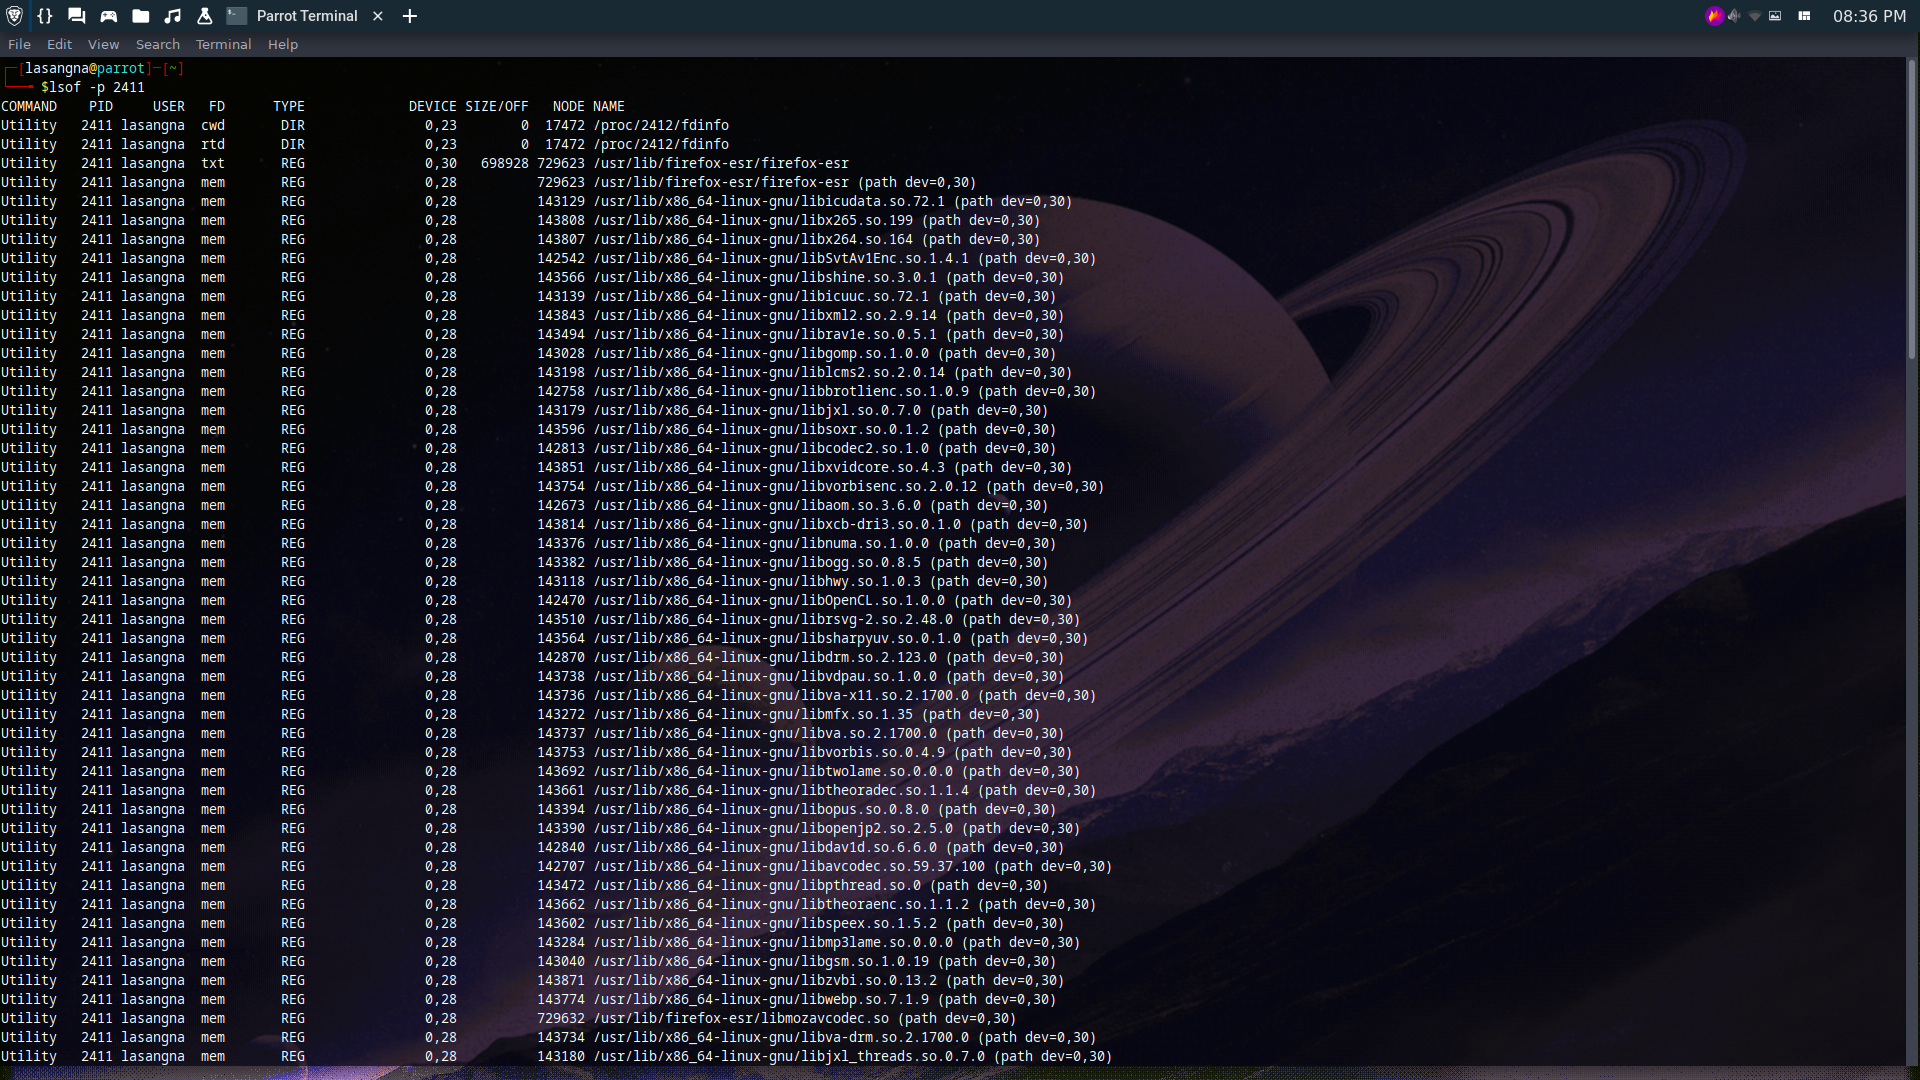 Parrot Terminal
08:36 PM
File Edit View Search Terminal Help
[lasangna@parrot]─[~]
$lsof -p 2411
COMMAND PID USER FD TYPE DEVICE SIZE/OFF NODE NAME
Utility 2411 lasangna cwd DIR 0,23 0 17472 /proc/2412/fdinfo
Utility 2411 lasangna rtd DIR 0,23 0 17472 /proc/2412/fdinfo
Utility 2411 lasangna txt REG 0,30 698928 729623 /usr/lib/firefox-esr/firefox-esr
Utility 2411 lasangna mem REG 0,28 729623 /usr/lib/firefox-esr/firefox-esr (path dev=0,30)
Utility 2411 lasangna mem REG 0,28 143129 /usr/lib/x86_64-linux-gnu/libicudata.so.72.1 (path dev=0,30)
Utility 2411 lasangna mem REG 0,28 143808 /usr/lib/x86_64-linux-gnu/libx265.so.199 (path dev=0,30)
Utility 2411 lasangna mem REG 0,28 143807 /usr/lib/x86_64-linux-gnu/libx264.so.164 (path dev=0,30)
Utility 2411 lasangna mem REG 0,28 142542 /usr/lib/x86_64-linux-gnu/libSvtAv1Enc.so.1.4.1 (path dev=0,30)
Utility 2411 lasangna mem REG 0,28 143566 /usr/lib/x86_64-linux-gnu/libshine.so.3.0.1 (path dev=0,30)
Utility 2411 lasangna mem REG 0,28 143139 /usr/lib/x86_64-linux-gnu/libicuuc.so.72.1 (path dev=0,30)
Utility 2411 lasangna mem REG 0,28 143843 /usr/lib/x86_64-linux-gnu/libxml2.so.2.9.14 (path dev=0,30)
Utility 2411 lasangna mem REG 0,28 143494 /usr/lib/x86_64-linux-gnu/librav1e.so.0.5.1 (path dev=0,30)
Utility 2411 lasangna mem REG 0,28 143028 /usr/lib/x86_64-linux-gnu/libgomp.so.1.0.0 (path dev=0,30)
Utility 2411 lasangna mem REG 0,28 143198 /usr/lib/x86_64-linux-gnu/liblcms2.so.2.0.14 (path dev=0,30)
Utility 2411 lasangna mem REG 0,28 142758 /usr/lib/x86_64-linux-gnu/libbrotlienc.so.1.0.9 (path dev=0,30)
Utility 2411 lasangna mem REG 0,28 143179 /usr/lib/x86_64-linux-gnu/libjxl.so.0.7.0 (path dev=0,30)
Utility 2411 lasangna mem REG 0,28 143596 /usr/lib/x86_64-linux-gnu/libsoxr.so.0.1.2 (path dev=0,30)
Utility 2411 lasangna mem REG 0,28 142813 /usr/lib/x86_64-linux-gnu/libcodec2.so.1.0 (path dev=0,30)
Utility 2411 lasangna mem REG 0,28 143851 /usr/lib/x86_64-linux-gnu/libxvidcore.so.4.3 (path dev=0,30)
Utility 2411 lasangna mem REG 0,28 143754 /usr/lib/x86_64-linux-gnu/libvorbisenc.so.2.0.12 (path dev=0,30)
Utility 2411 lasangna mem REG 0,28 142673 /usr/lib/x86_64-linux-gnu/libaom.so.3.6.0 (path dev=0,30)
Utility 2411 lasangna mem REG 0,28 143814 /usr/lib/x86_64-linux-gnu/libxcb-dri3.so.0.1.0 (path dev=0,30)
Utility 2411 lasangna mem REG 0,28 143376 /usr/lib/x86_64-linux-gnu/libnuma.so.1.0.0 (path dev=0,30)
Utility 2411 lasangna mem REG 0,28 143382 /usr/lib/x86_64-linux-gnu/libogg.so.0.8.5 (path dev=0,30)
Utility 2411 lasangna mem REG 0,28 143118 /usr/lib/x86_64-linux-gnu/libhwy.so.1.0.3 (path dev=0,30)
Utility 2411 lasangna mem REG 0,28 142470 /usr/lib/x86_64-linux-gnu/libOpenCL.so.1.0.0 (path dev=0,30)
Utility 2411 lasangna mem REG 0,28 143510 /usr/lib/x86_64-linux-gnu/librsvg-2.so.2.48.0 (path dev=0,30)
Utility 2411 lasangna mem REG 0,28 143564 /usr/lib/x86_64-linux-gnu/libsharpyuv.so.0.1.0 (path dev=0,30)
Utility 2411 lasangna mem REG 0,28 142870 /usr/lib/x86_64-linux-gnu/libdrm.so.2.123.0 (path dev=0,30)
Utility 2411 lasangna mem REG 0,28 143738 /usr/lib/x86_64-linux-gnu/libvdpau.so.1.0.0 (path dev=0,30)
Utility 2411 lasangna mem REG 0,28 143736 /usr/lib/x86_64-linux-gnu/libva-x11.so.2.1700.0 (path dev=0,30)
Utility 2411 lasangna mem REG 0,28 143272 /usr/lib/x86_64-linux-gnu/libmfx.so.1.35 (path dev=0,30)
Utility 2411 lasangna mem REG 0,28 143737 /usr/lib/x86_64-linux-gnu/libva.so.2.1700.0 (path dev=0,30)
Utility 2411 lasangna mem REG 0,28 143753 /usr/lib/x86_64-linux-gnu/libvorbis.so.0.4.9 (path dev=0,30)
Utility 2411 lasangna mem REG 0,28 143692 /usr/lib/x86_64-linux-gnu/libtwolame.so.0.0.0 (path dev=0,30)
Utility 2411 lasangna mem REG 0,28 143661 /usr/lib/x86_64-linux-gnu/libtheoradec.so.1.1.4 (path dev=0,30)
Utility 2411 lasangna mem REG 0,28 143394 /usr/lib/x86_64-linux-gnu/libopus.so.0.8.0 (path dev=0,30)
Utility 2411 lasangna mem REG 0,28 143390 /usr/lib/x86_64-linux-gnu/libopenjp2.so.2.5.0 (path dev=0,30)
Utility 2411 lasangna mem REG 0,28 142840 /usr/lib/x86_64-linux-gnu/libdav1d.so.6.6.0 (path dev=0,30)
Utility 2411 lasangna mem REG 0,28 142707 /usr/lib/x86_64-linux-gnu/libavcodec.so.59.37.100 (path dev=0,30)
Utility 2411 lasangna mem REG 0,28 143472 /usr/lib/x86_64-linux-gnu/libpthread.so.0 (path dev=0,30)
Utility 2411 lasangna mem REG 0,28 143662 /usr/lib/x86_64-linux-gnu/libtheoraenc.so.1.1.2 (path dev=0,30)
Utility 2411 lasangna mem REG 0,28 143602 /usr/lib/x86_64-linux-gnu/libspeex.so.1.5.2 (path dev=0,30)
Utility 2411 lasangna mem REG 0,28 143284 /usr/lib/x86_64-linux-gnu/libmp3lame.so.0.0.0 (path dev=0,30)
Utility 2411 lasangna mem REG 0,28 143040 /usr/lib/x86_64-linux-gnu/libgsm.so.1.0.19 (path dev=0,30)
Utility 2411 lasangna mem REG 0,28 143871 /usr/lib/x86_64-linux-gnu/libzvbi.so.0.13.2 (path dev=0,30)
Utility 2411 lasangna mem REG 0,28 143774 /usr/lib/x86_64-linux-gnu/libwebp.so.7.1.9 (path dev=0,30)
Utility 2411 lasangna mem REG 0,28 729632 /usr/lib/firefox-esr/libmozavcodec.so (path dev=0,30)
Utility 2411 lasangna mem REG 0,28 143734 /usr/lib/x86_64-linux-gnu/libva-drm.so.2.1700.0 (path dev=0,30)
Utility 2411 lasangna mem REG 0,28 143180 /usr/lib/x86_64-linux-gnu/libjxl_threads.so.0.7.0 (path dev=0,30)